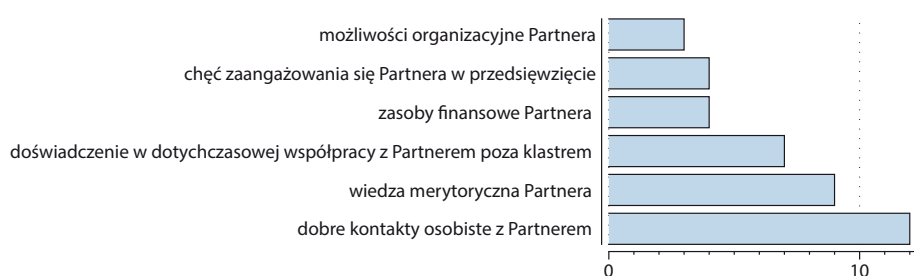 możliwości organizacyjne Partnera
chęć zaangażowania się Partnera w przedsięwzięcie
zasoby finansowe Partnera
doświadczenie w dotychczasowej współpracy z Partnerem poza klastrem
wiedza merytoryczna Partnera
dobre kontakty osobiste z Partnerem
0 10